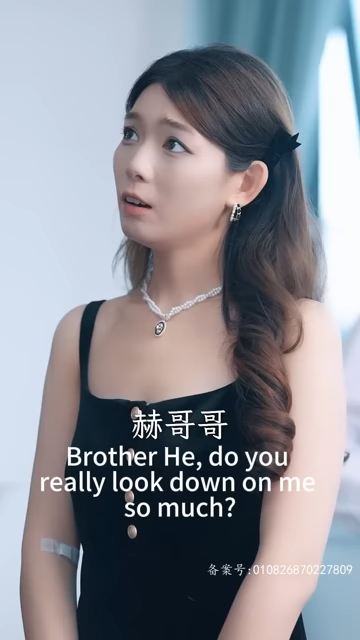 赫哥哥
Brother He, do you
really look down on me
so much?
备案号:010826870227809